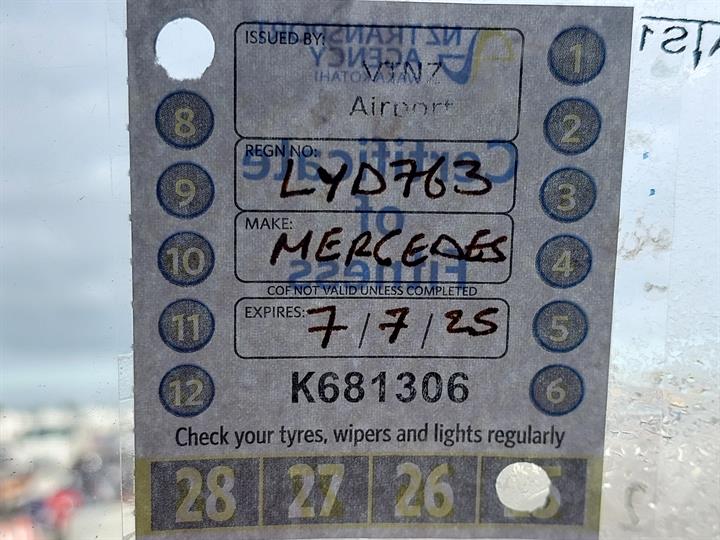 ISSUED BY:
NZ TRANSPORT
AGENCY
WAKA KOTAHI
VTNZ
Airport
1
8
2
REGN NO:
LYD763
Certificate
9
3
of
MAKE:
MERCEDES
Fitness
10
4
COF NOT VALID UNLESS COMPLETED
EXPIRES:
7/7/25
11
5
12
K681306
6
Check your tyres, wipers and lights regularly
28 27 26